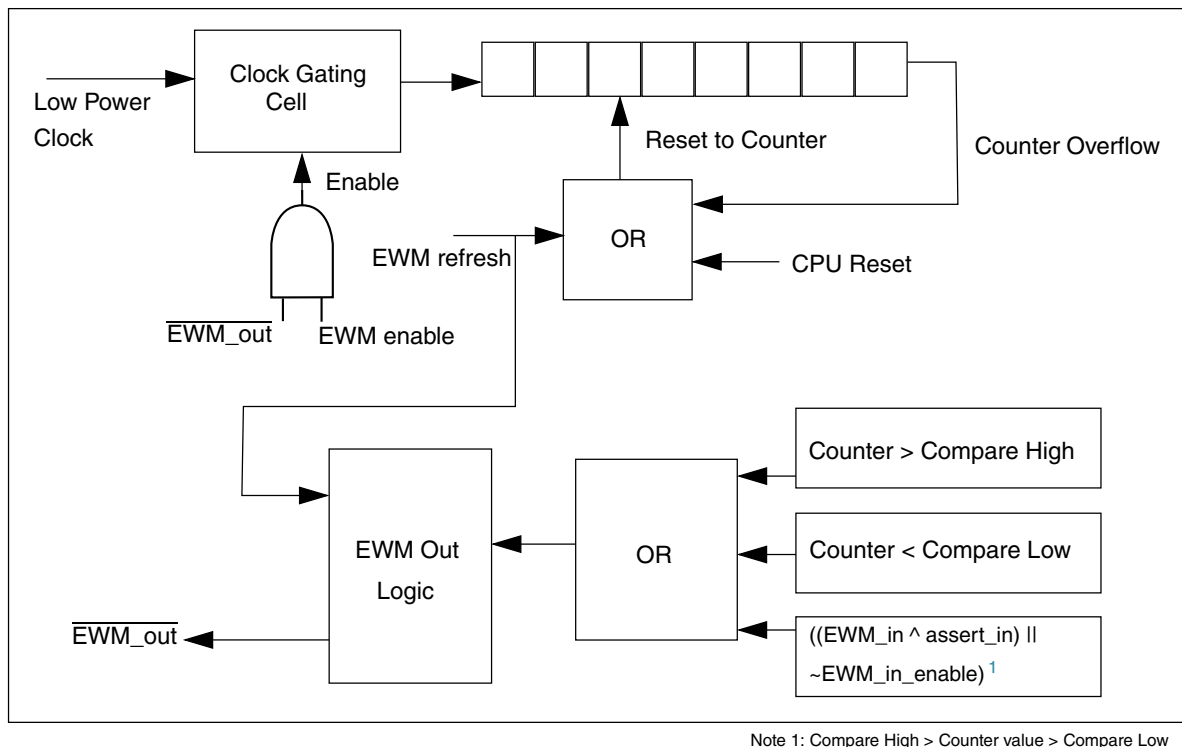 Low Power
Clock
Clock Gating
Cell
Enable
EWM_out
EWM enable
Reset to Counter
Counter Overflow
OR
EWM refresh
CPU Reset
EWM Out
Logic
EWM_out
OR
Counter > Compare High
Counter < Compare Low
((EWM_in ^ assert_in) ||
~EWM_in_enable) 1
Note 1: Compare High > Counter value > Compare Low